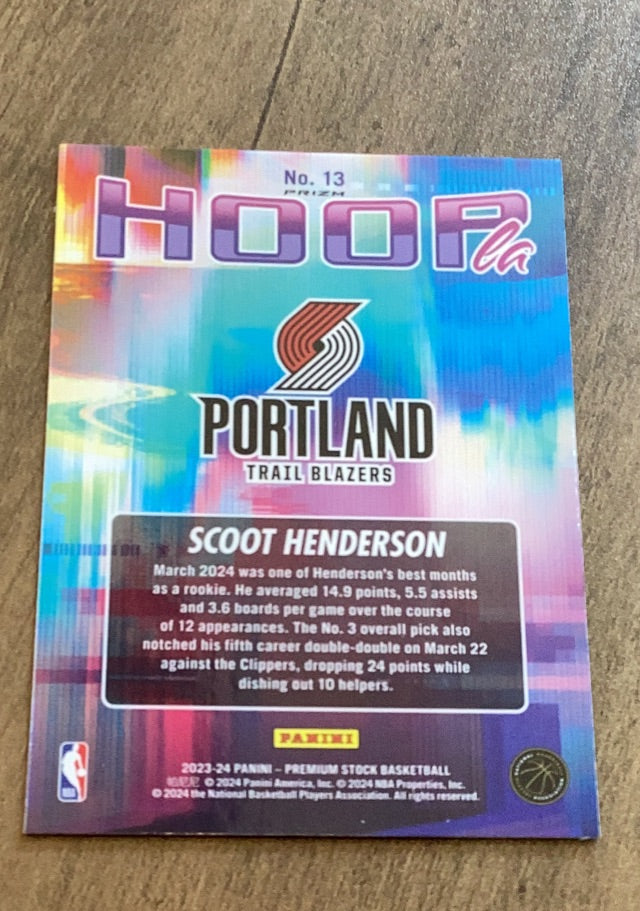 No. 13
PRIZM
HOOP la
PORTLAND
TRAIL BLAZERS
SCOOT HENDERSON
March 2024 was one of Henderson's best months
as a rookie. He averaged 14.9 points, 5.5 assists
and 3.6 boards per game over the course
of 12 appearances. The No. 3 overall pick also
notched his fifth career double-double on March 22
against the Clippers, dropping 24 points while
dishing out 10 helpers.
PANINI
2023-24 PANINI – PREMIUM STOCK BASKETBALL
© 2024 Panini America, Inc. © 2024 NBA Properties, Inc.
© 2024 the National Basketball Players Association. All rights reserved.
NBA